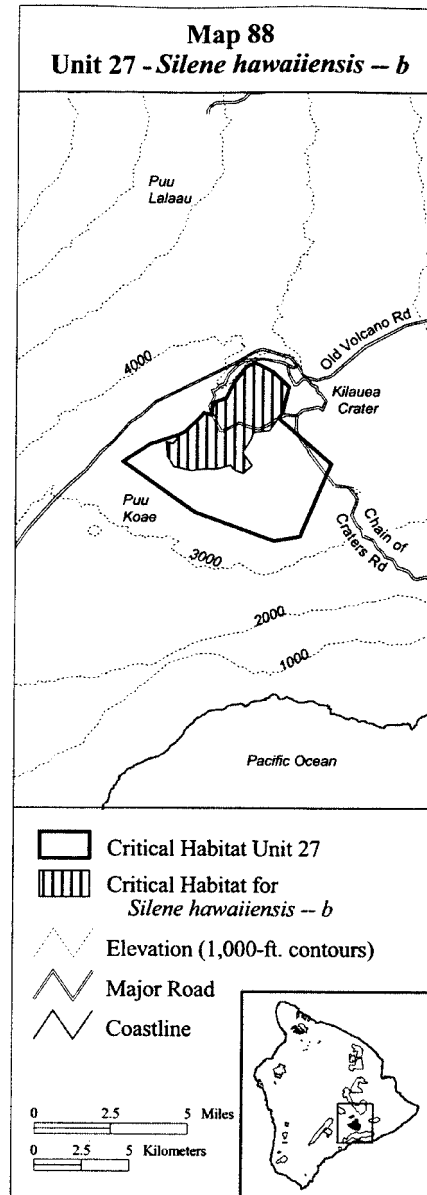 Map 88
Unit 27 - Silene hawaiiensis -- b
Puu
Lalaau
4000
Old Volcano Rd
Kilauea
Crater
Puu
Koae
Chain of
Craters Rd
3000
2000
1000
Pacific Ocean
Critical Habitat Unit 27
Critical Habitat for
Silene hawaiiensis -- b
Elevation (1,000-ft. contours)
Major Road
Coastline
0 2.5 5 Miles
0 2.5 5 Kilometers